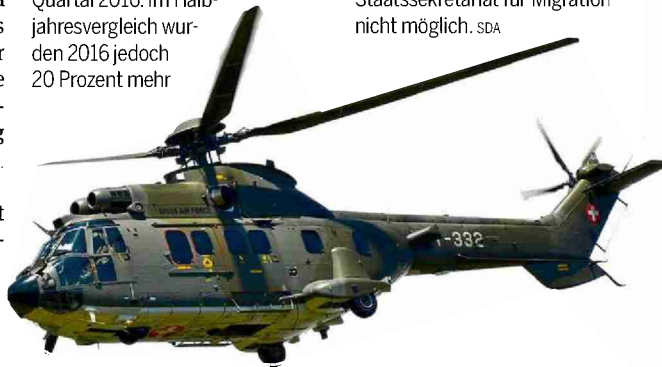 Quartal 2016. Im Halb-
jahresvergleich wur-
den 2016 jedoch
20 Prozent mehr
Staatssekretariat für Migration
nicht möglich. SDA
SWISS AIR FORCE
-332